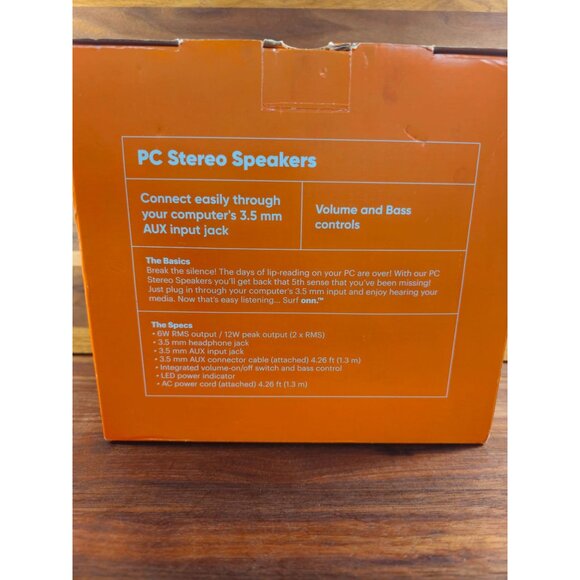 PC Stereo Speakers
Connect easily through
your computer's 3.5 mm
AUX input jack
Volume and Bass
controls
The Basics
Break the silence! The days of lip-reading on your PC are over! With our PC
Stereo Speakers you'll get back that 5th sense that you've been missing!
Just plug in through your computer's 3.5 mm input and enjoy hearing your
media. Now that's easy listening... Surf onn.™
The Specs
• 6W RMS output / 12W peak output (2 x RMS)
• 3.5 mm headphone jack
• 3.5 mm AUX input jack
• 3.5 mm AUX connector cable (attached) 4.26 ft (1.3 m)
• Integrated volume-on/off switch and bass control
• LED power indicator
• AC power cord (attached) 4.26 ft (1.3 m)